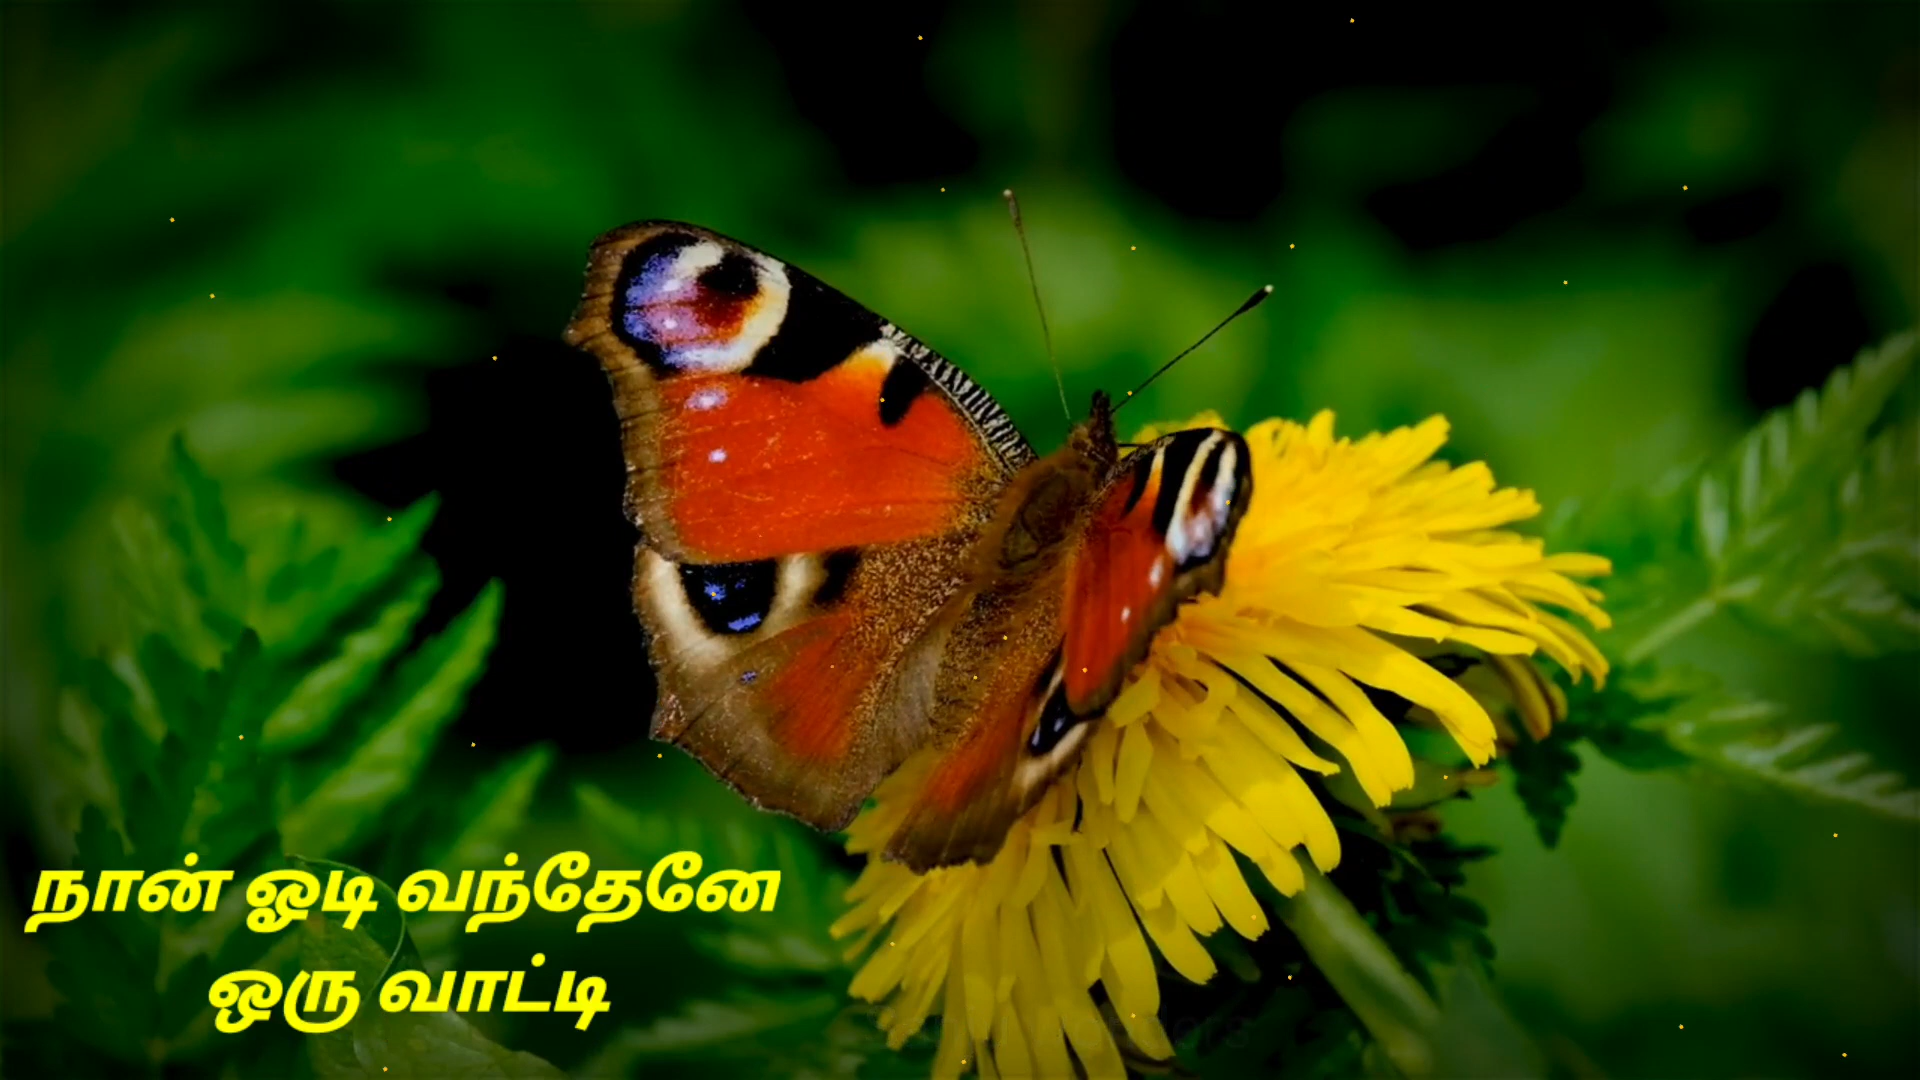 நான் ஓடி வந்தேனே
ஒரு வாட்டி